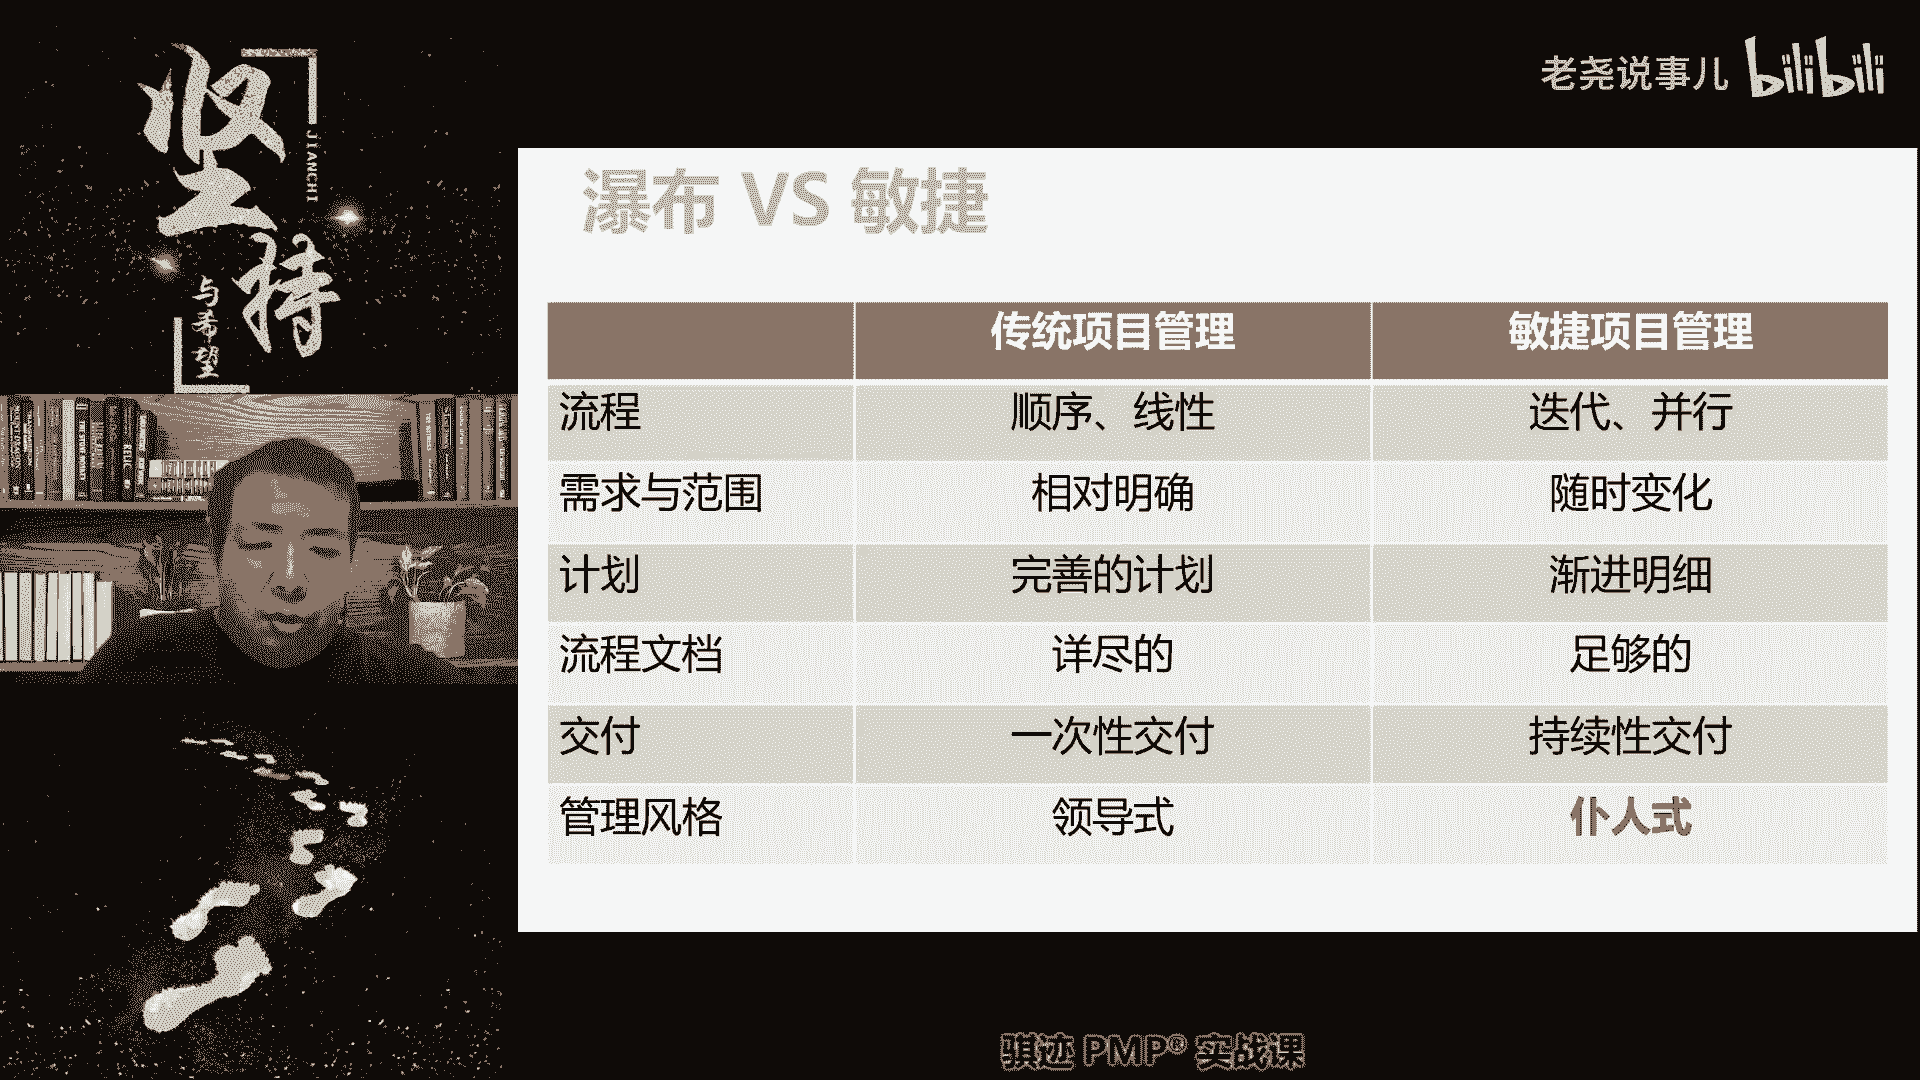 坚持
JIANCHI
与希望
老尧说事儿 bilibili
瀑布 VS 敏捷
传统项目管理 敏捷项目管理
流程 顺序、线性 迭代、并行
需求与范围 相对明确 随时变化
计划 完善的计划 渐进明细
流程文档 详尽的 足够的
交付 一次性交付 持续性交付
管理风格 领导式 仆人式
骐迹 PMP® 实战课